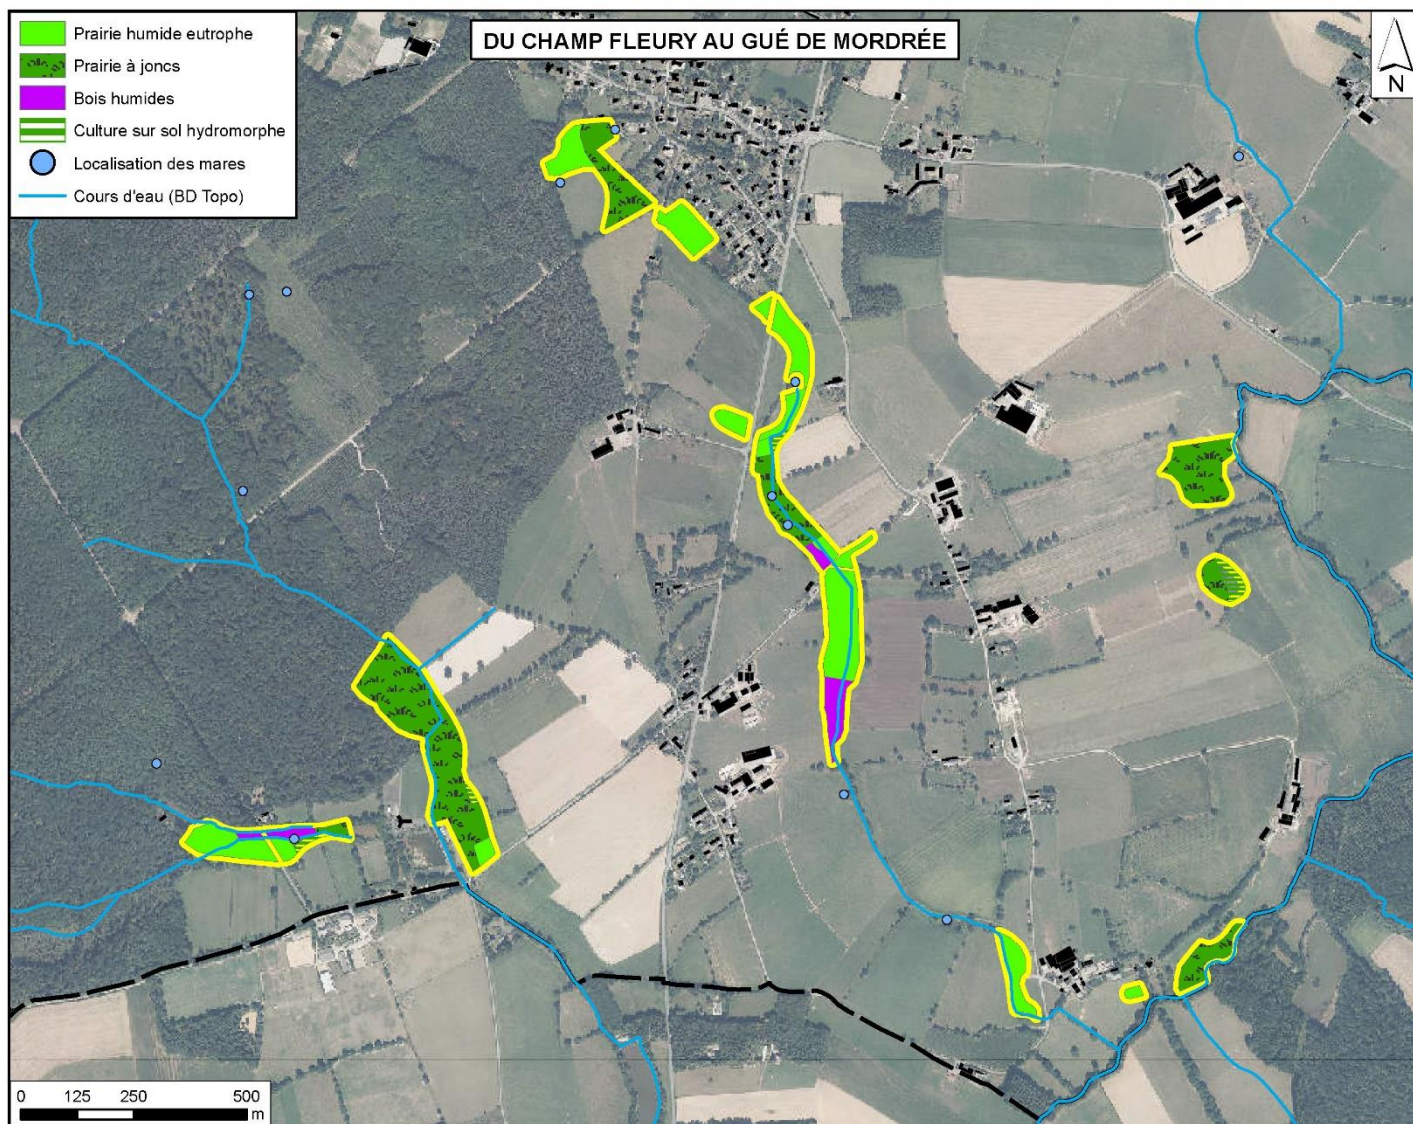 DU CHAMP FLEURY AU GUÉ DE MORDRÉE
Prairie humide eutrophe
Prairie à joncs
Bois humides
Culture sur sol hydromorphe
Localisation des mares
Cours d'eau (BD Topo)
N
0 125 250 500
m